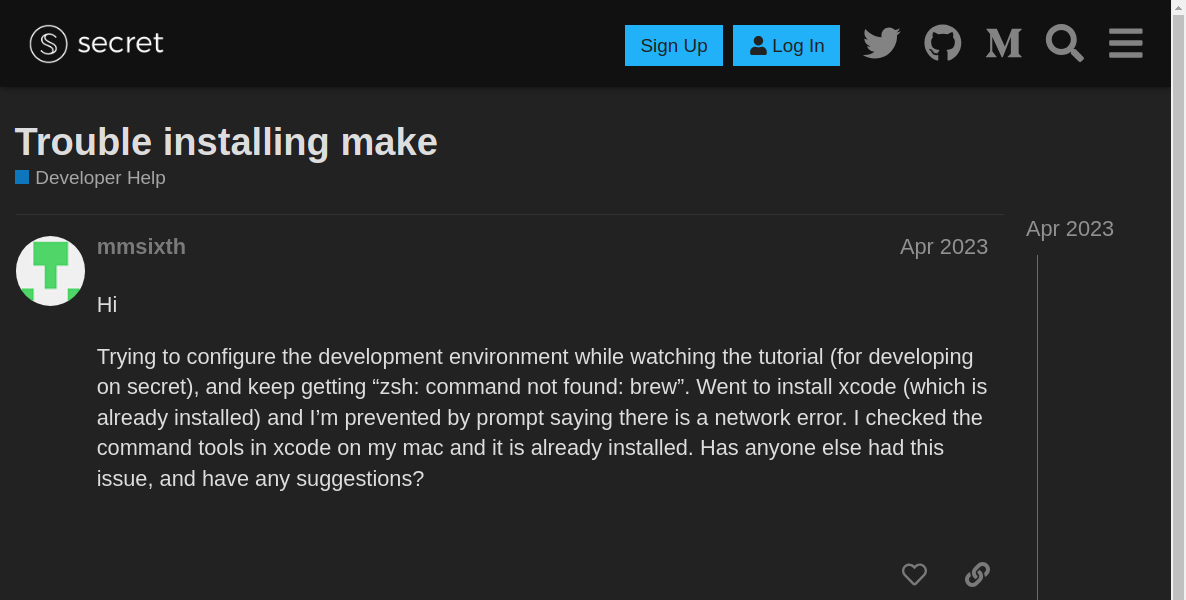 secret
Sign Up
Log In
Trouble installing make
Developer Help
mmsixth
Apr 2023
Apr 2023
Hi
Trying to configure the development environment while watching the tutorial (for developing
on secret), and keep getting “zsh: command not found: brew”. Went to install xcode (which is
already installed) and I’m prevented by prompt saying there is a network error. I checked the
command tools in xcode on my mac and it is already installed. Has anyone else had this
issue, and have any suggestions?